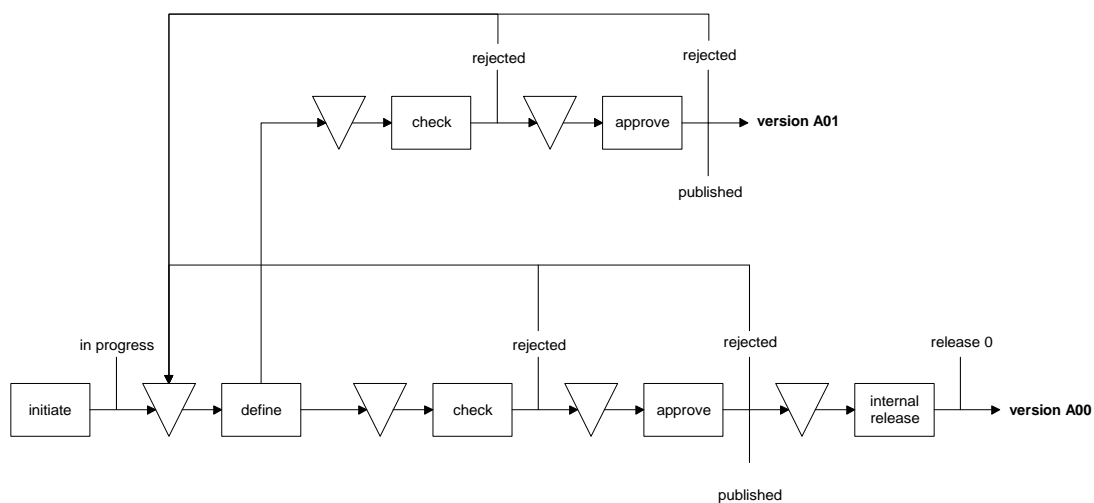 rejected
rejected
check
approve
version A01
published
in progress
rejected
rejected
release 0
initiate
define
check
approve
internal
release
version A00
published